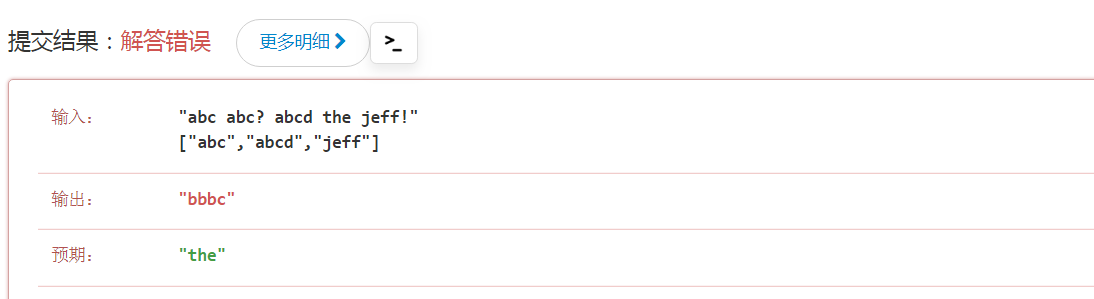 提交结果：解答错误 更多明细 >_
输入： "abc abc? abcd the jeff!"
["abc","abcd","jeff"]
输出： "bbbc"
预期： "the"